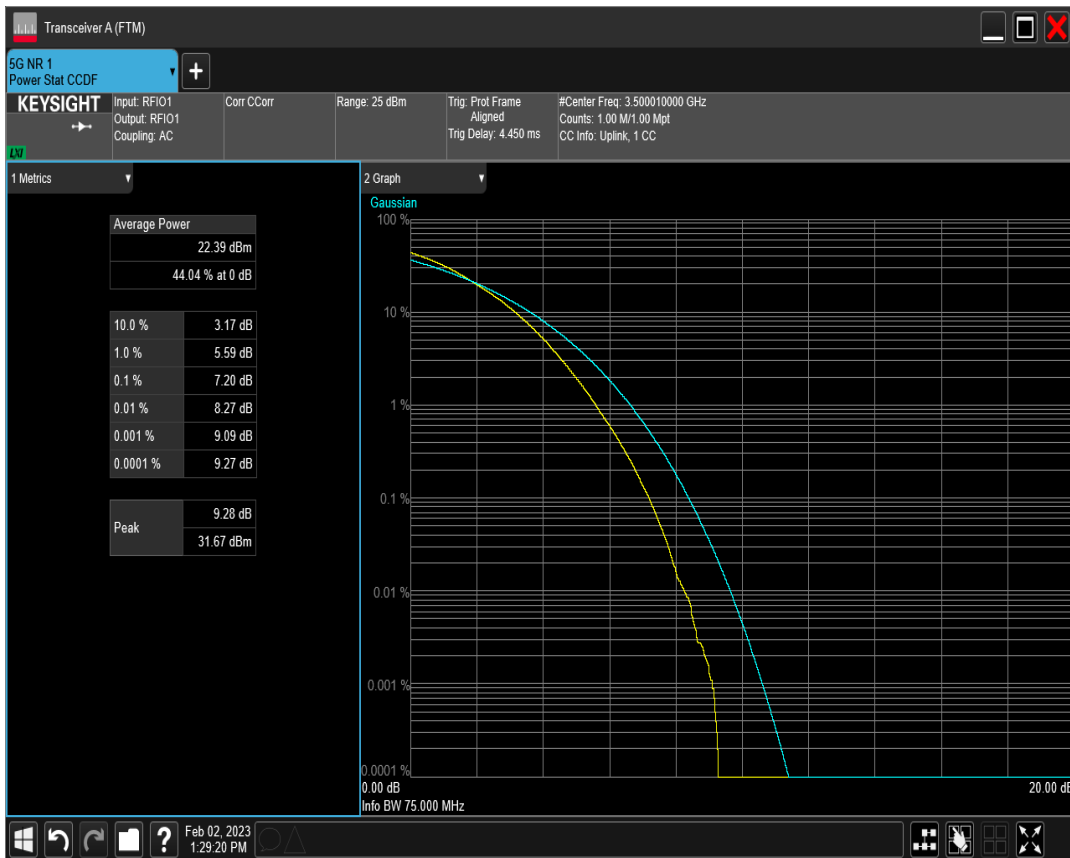 Transceiver A (FTM)
5G NR 1
Power Stat CCDF
+
KEYSIGHT
LXI
Input: RFIO1
Output: RFIO1
Coupling: AC
Corr CCorr
Range: 25 dBm
Trig: Prot Frame
Aligned
Trig Delay: 4.450 ms
#Center Freq: 3.500010000 GHz
Counts: 1.00 M/1.00 Mpt
CC Info: Uplink, 1 CC
1 Metrics
Average Power
22.39 dBm
44.04 % at 0 dB
10.0 % 3.17 dB
1.0 % 5.59 dB
0.1 % 7.20 dB
0.01 % 8.27 dB
0.001 % 9.09 dB
0.0001 % 9.27 dB
Peak
9.28 dB
31.67 dBm
2 Graph
Gaussian
100 %
10 %
1 %
0.1 %
0.01 %
0.001 %
0.0001 %
0.00 dB 20.00 dB
Info BW 75.000 MHz
?
Feb 02, 2023
1:29:20 PM